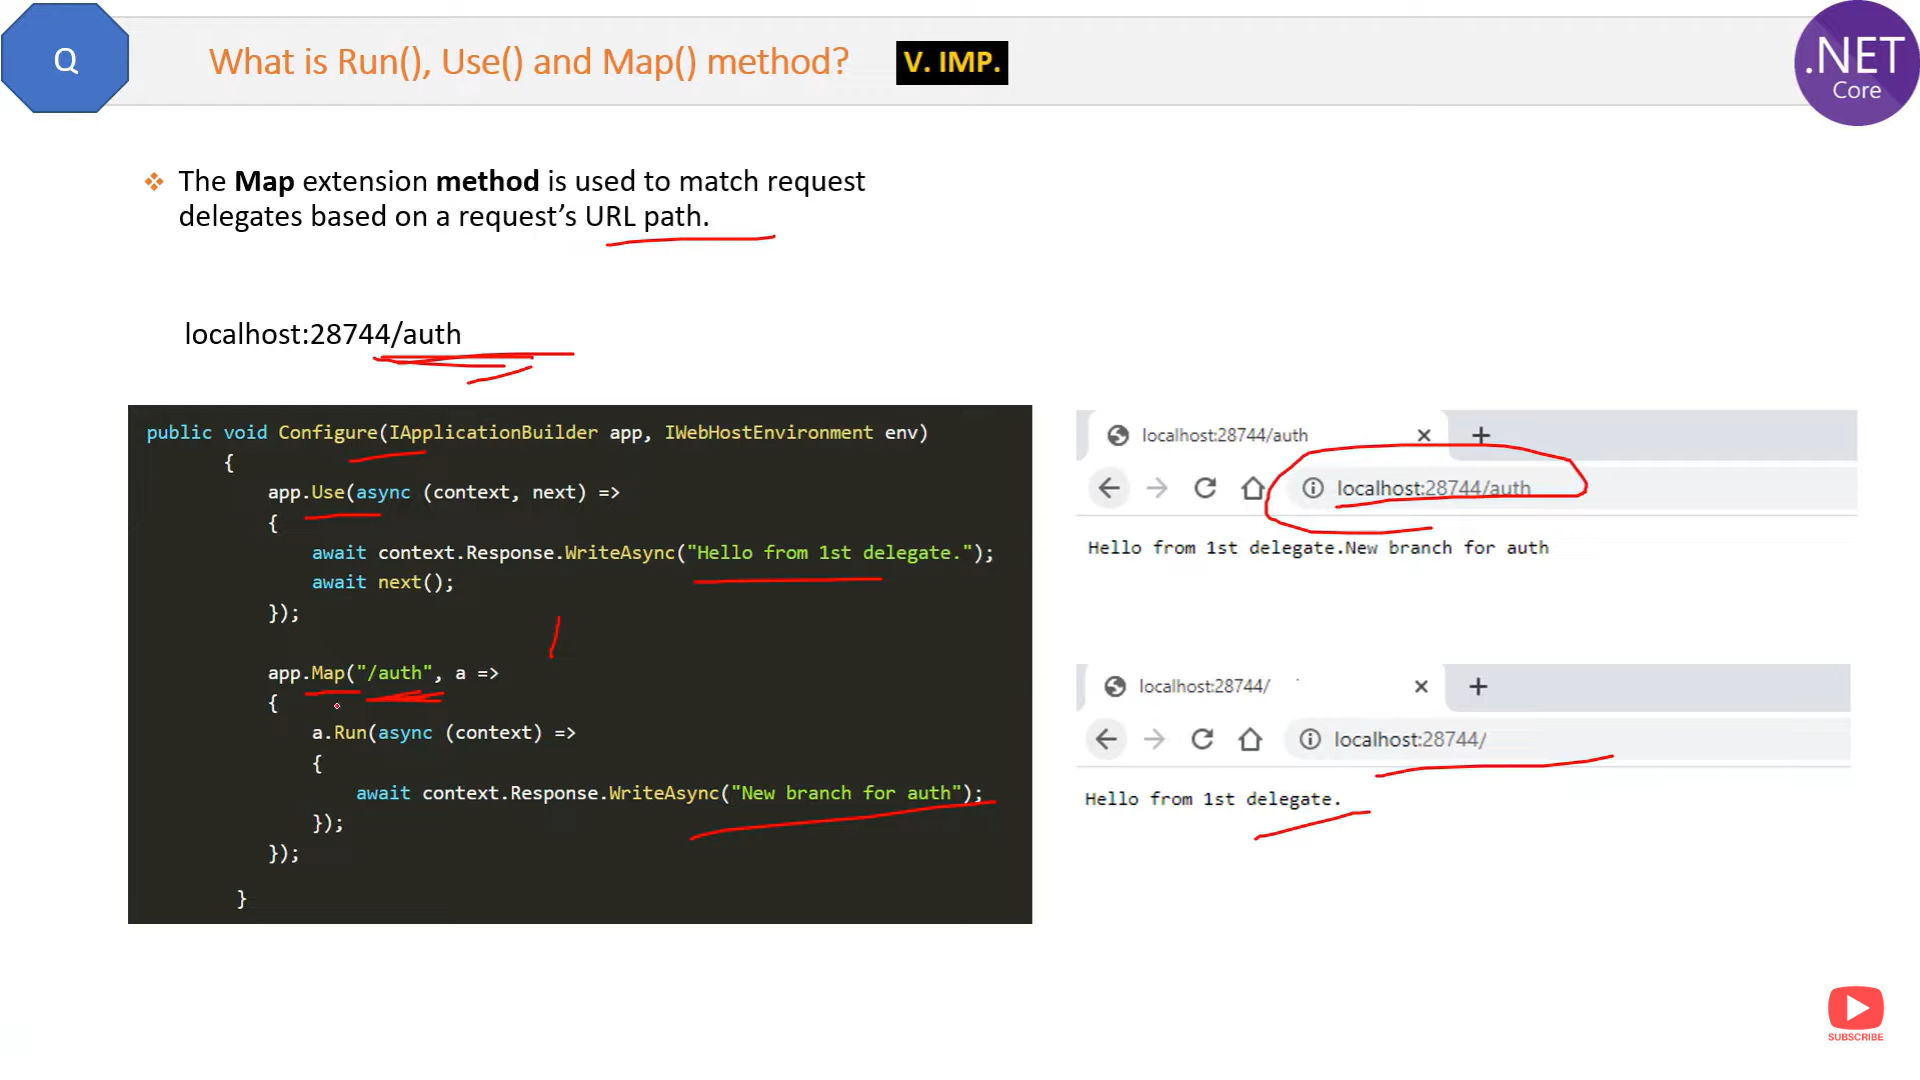 Q
What is Run(), Use() and Map() method?
V. IMP.
.NET
Core
The Map extension method is used to match request
delegates based on a request’s URL path.
localhost:28744/auth
public void Configure(IApplicationBuilder app, IWebHostEnvironment env)
{
app.Use(async (context, next) =>
{
await context.Response.WriteAsync("Hello from 1st delegate.");
await next();
});
app.Map("/auth", a =>
{
a.Run(async (context) =>
{
await context.Response.WriteAsync("New branch for auth");
});
});
}
localhost:28744/auth
localhost:28744/auth
Hello from 1st delegate.New branch for auth
localhost:28744/
localhost:28744/
Hello from 1st delegate.
SUBSCRIBE